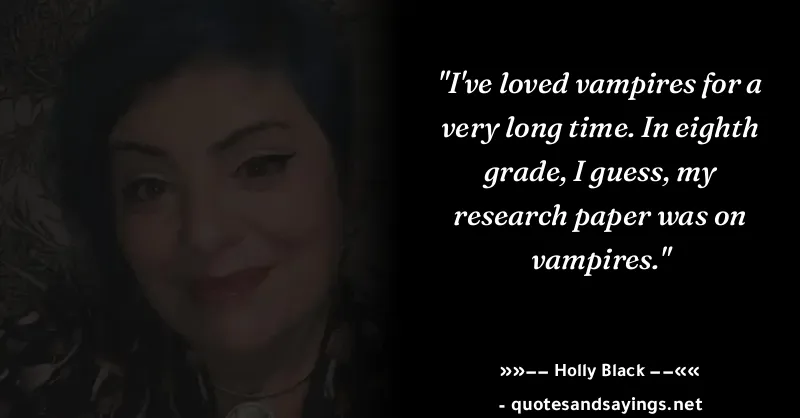 "I've loved vampires for a
very long time. In eighth
grade, I guess, my
research paper was on
vampires."
»»−− Holly Black −−««
- quotesandsayings.net